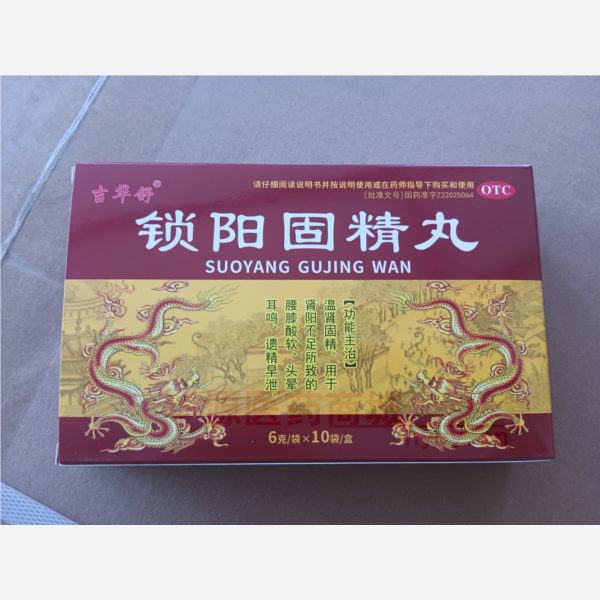 吉华舒®
请仔细阅读说明书并按说明使用或在药师指导下购买和使用
[批准文号]国药准字Z22025064
OTC
锁阳固精丸
SUOYANG GUJING WAN
【功能主治】
温肾固精。用于
肾阳不足所致的
腰膝酸软、头晕
耳鸣、遗精早泄。
6克/袋×10袋/盒
医药商城